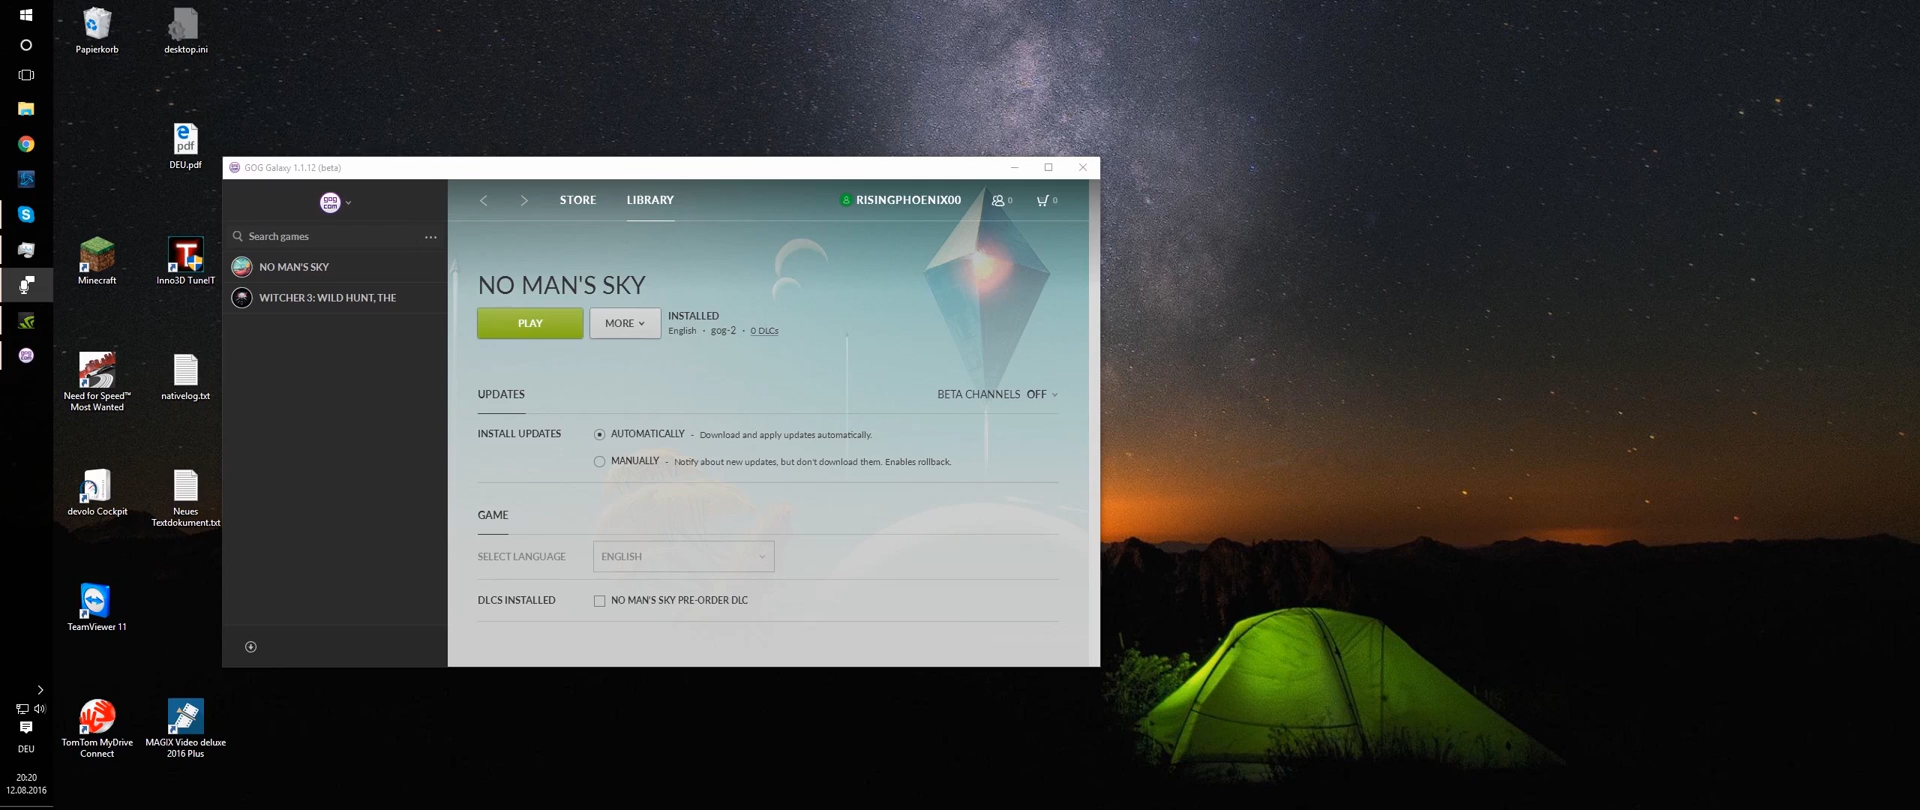 Papierkorb
desktop.ini
DEU.pdf
Minecraft
Inno3D TuneIT
Need for Speed™
Most Wanted
nativelog.txt
devolo Cockpit
Neues
Textdokument.txt
TeamViewer 11
TomTom MyDrive
Connect
MAGIX Video deluxe
2016 Plus
DEU
20:20
12.08.2016
GOG Galaxy 1.1.12 (beta)
gog
com
STORE
LIBRARY
RISINGPHOENIX00
0
0
Search games
NO MAN'S SKY
WITCHER 3: WILD HUNT, THE
NO MAN'S SKY
PLAY
MORE
INSTALLED
English · gog-2 · 0 DLCs
UPDATES
BETA CHANNELS OFF
INSTALL UPDATES
AUTOMATICALLY - Download and apply updates automatically.
MANUALLY - Notify about new updates, but don't download them. Enables rollback.
GAME
SELECT LANGUAGE
ENGLISH
DLCS INSTALLED
NO MAN'S SKY PRE-ORDER DLC